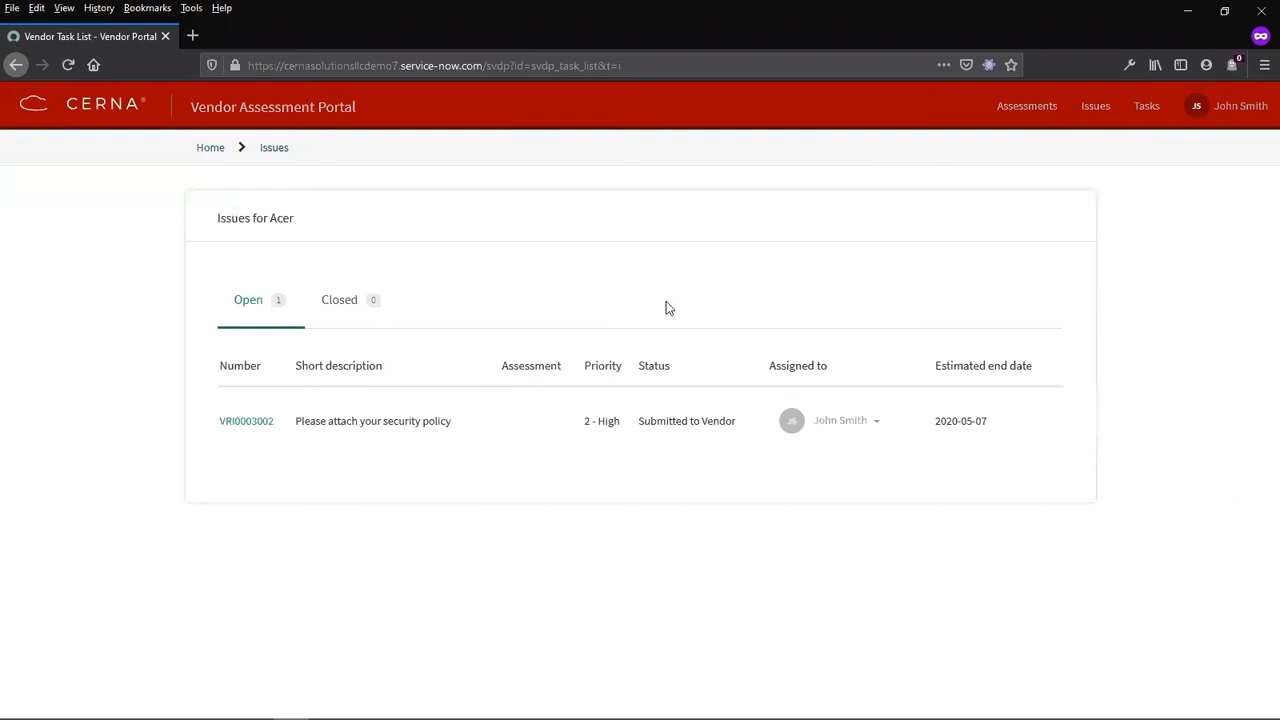 File Edit View History Bookmarks Tools Help
Vendor Task List - Vendor Portal
https://cernasolutionsllcdemo7.service-now.com/svdp?id=svdp_task_list&t=
0
CERNA® Vendor Assessment Portal Assessments Issues Tasks JS John Smith
Home Issues
Issues for Acer
Open 1 Closed 0
Number Short description Assessment Priority Status Assigned to Estimated end date
VRI0003002 Please attach your security policy 2 - High Submitted to Vendor JS John Smith 2020-05-07